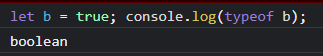 let b = true; console.log(typeof b);
boolean